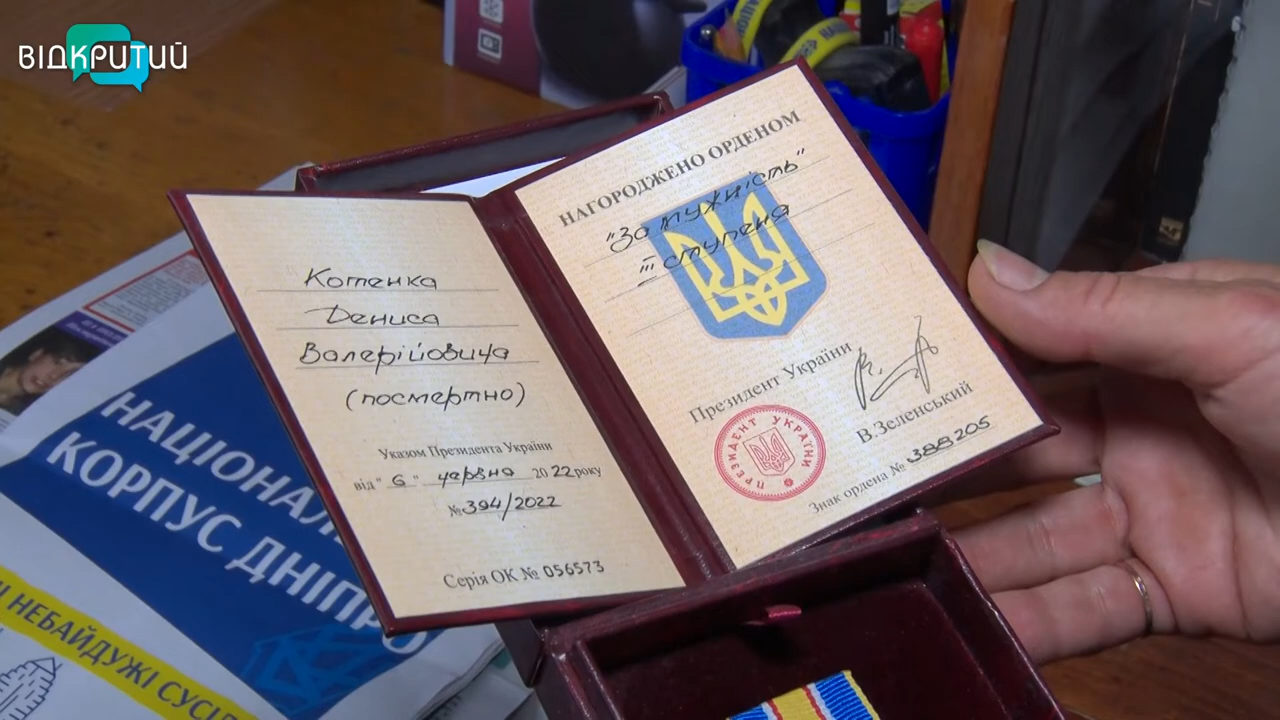 ВІДКРИТИЙ
Котенка
Дениса
Валерійовича
(посмертно)
Указом Президента України
від "6" червня 2022 року
№394/2022
Серія ОК № 056573
НАГОРОДЖЕНО ОРДЕНОМ
"За мужність"
III ступеня
Президент України
В.Зеленський
ПРЕЗИДЕНТ УКРАЇНИ
Знак ордена № 388205
НАЦІОНАЛ
КОРПУС ДНІПРО
НЕБАЙДУЖІ СУСІ